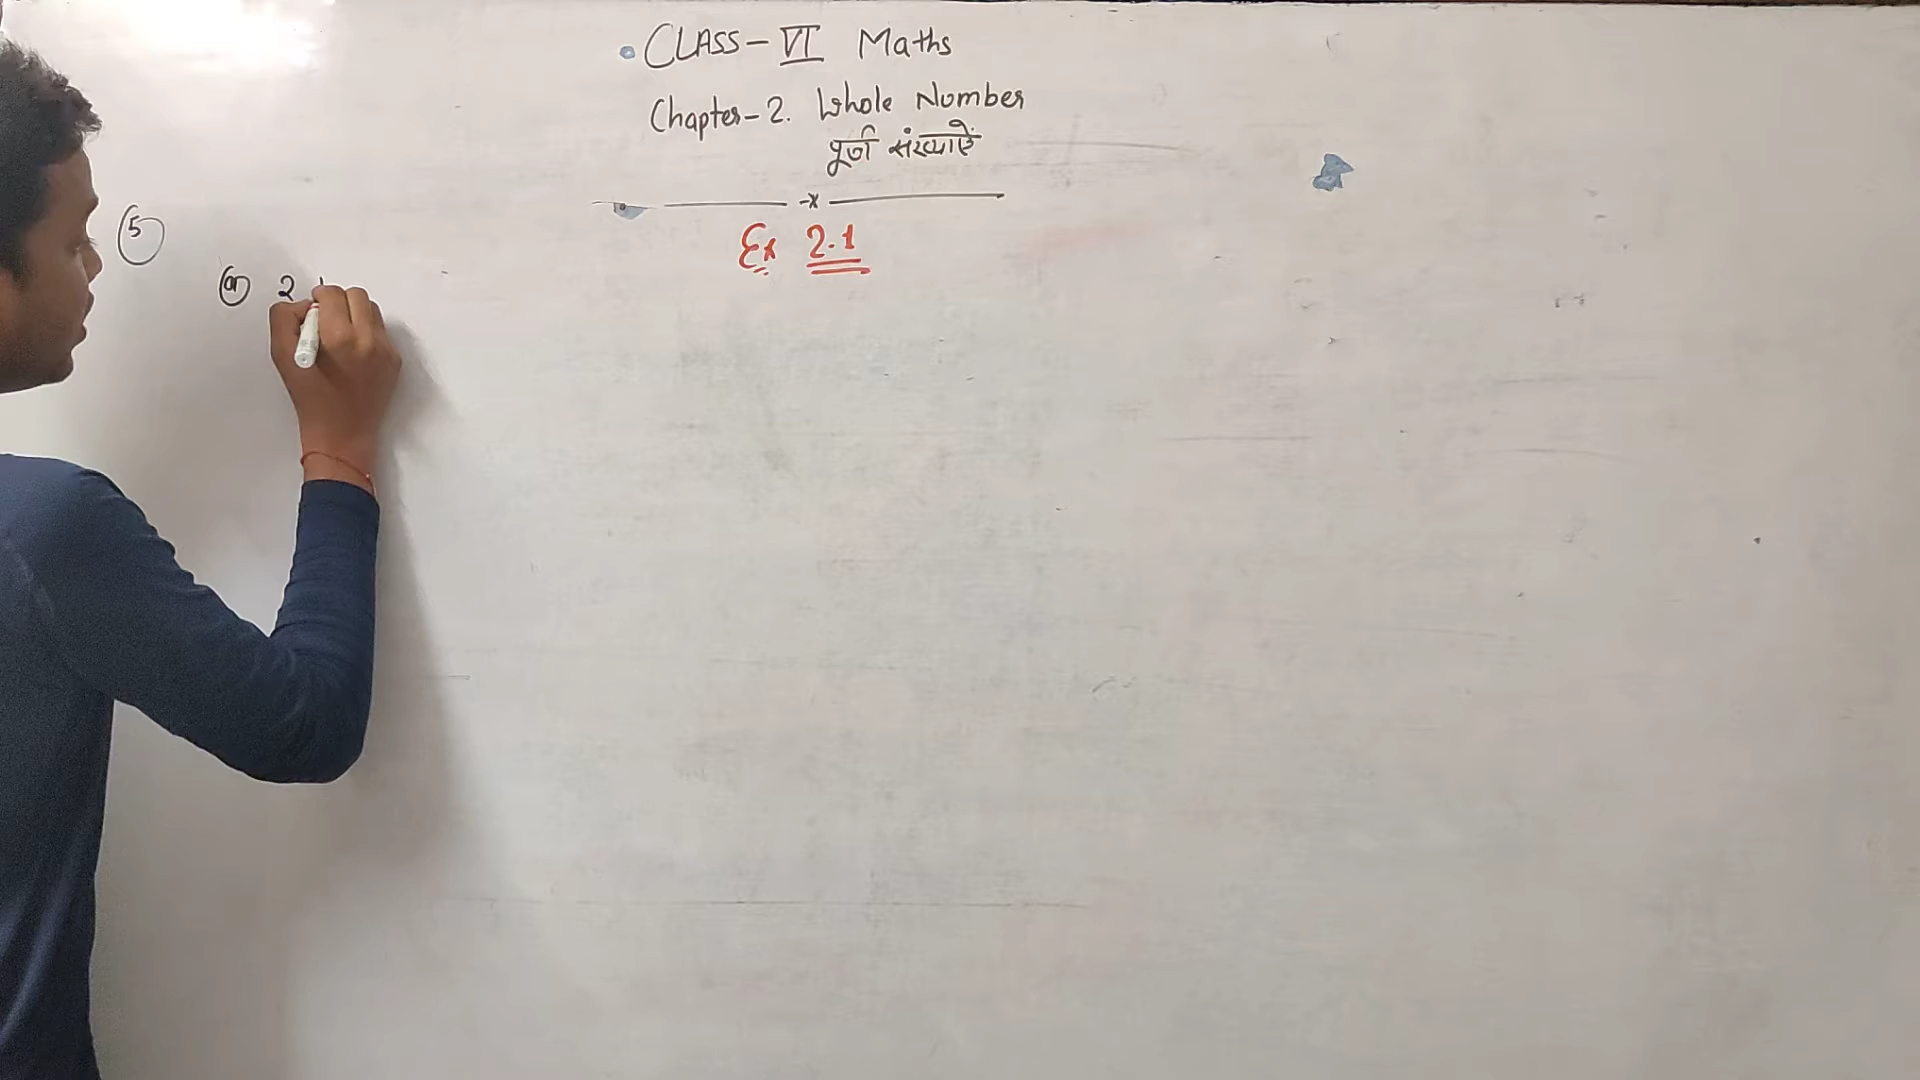 CLASS - VI Maths
Chapter - 2. Whole Number
पूर्ण संख्याएँ
Ex 2.1
5
a 2